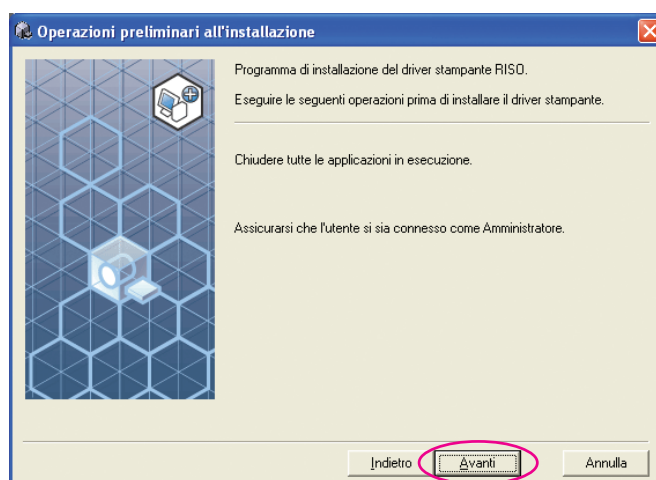 Operazioni preliminari all'installazione
Programma di installazione del driver stampante RISO.
Eseguire le seguenti operazioni prima di installare il driver stampante.
Chiudere tutte le applicazioni in esecuzione.
Assicurarsi che l'utente si sia connesso come Amministratore.
Indietro Avanti Annulla